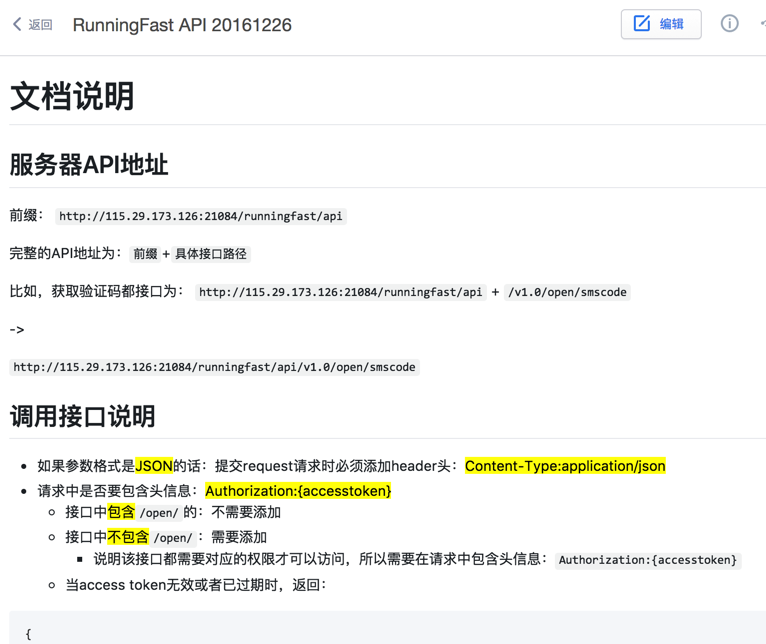 返回 RunningFast API 20161226 编辑
文档说明
服务器API地址
前缀： http://115.29.173.126:21084/runningfast/api
完整的API地址为： 前缀 + 具体接口路径
比如，获取验证码都接口为： http://115.29.173.126:21084/runningfast/api + /v1.0/open/smscode
->
http://115.29.173.126:21084/runningfast/api/v1.0/open/smscode
调用接口说明
如果参数格式是JSON的话：提交request请求时必须添加header头：Content-Type:application/json
请求中是否要包含头信息：Authorization:{accesstoken}
接口中包含 /open/ 的：不需要添加
接口中不包含 /open/ ：需要添加
说明该接口都需要对应的权限才可以访问，所以需要在请求中包含头信息： Authorization:{accesstoken}
当access token无效或者已过期时，返回：
{